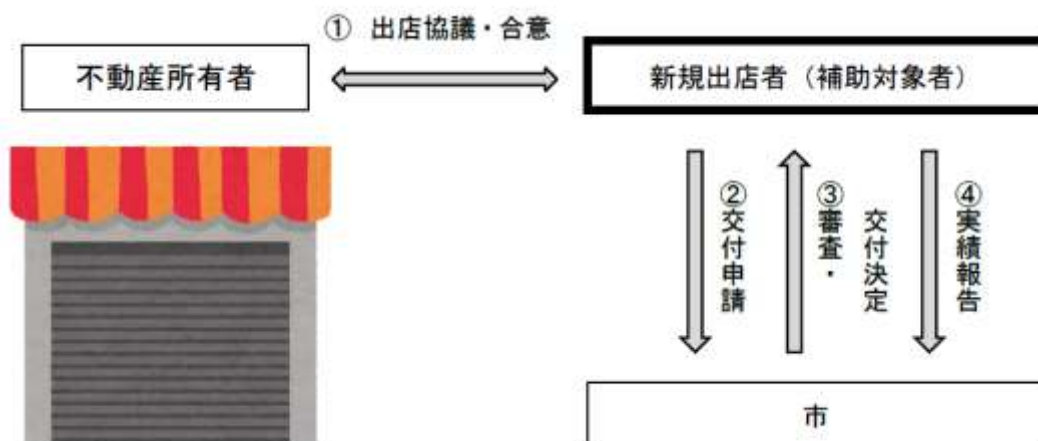 ① 出店協議・合意
不動産所有者
新規出店者（補助対象者）
②交付申請
③審査・
交付決定
④実績報告
市